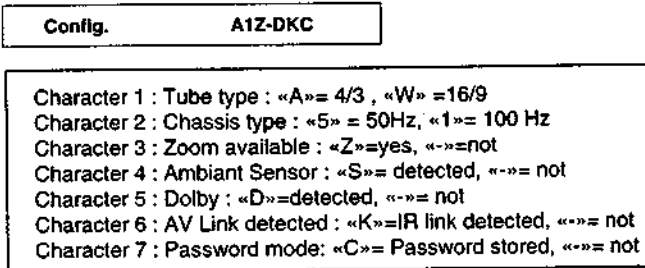 Config. A1Z-DKC
Character 1 : Tube type : «A»= 4/3 , «W» =16/9
Character 2 : Chassis type : «5» = 50Hz, «1»= 100 Hz
Character 3 : Zoom available : «Z»=yes, «-»=not
Character 4 : Ambiant Sensor : «S»= detected, «-»= not
Character 5 : Dolby : «D»=detected, «-»= not
Character 6 : AV Link detected : «K»=IR link detected, «-»= not
Character 7 : Password mode: «C»= Password stored, «-»= not